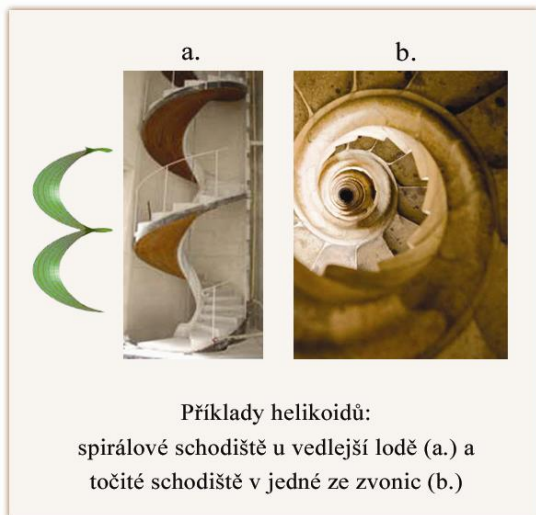 a.
b.
Příklady helikoidů:
spirálové schodiště u vedlejší lodě (a.) a
točité schodiště v jedné ze zvonic (b.)